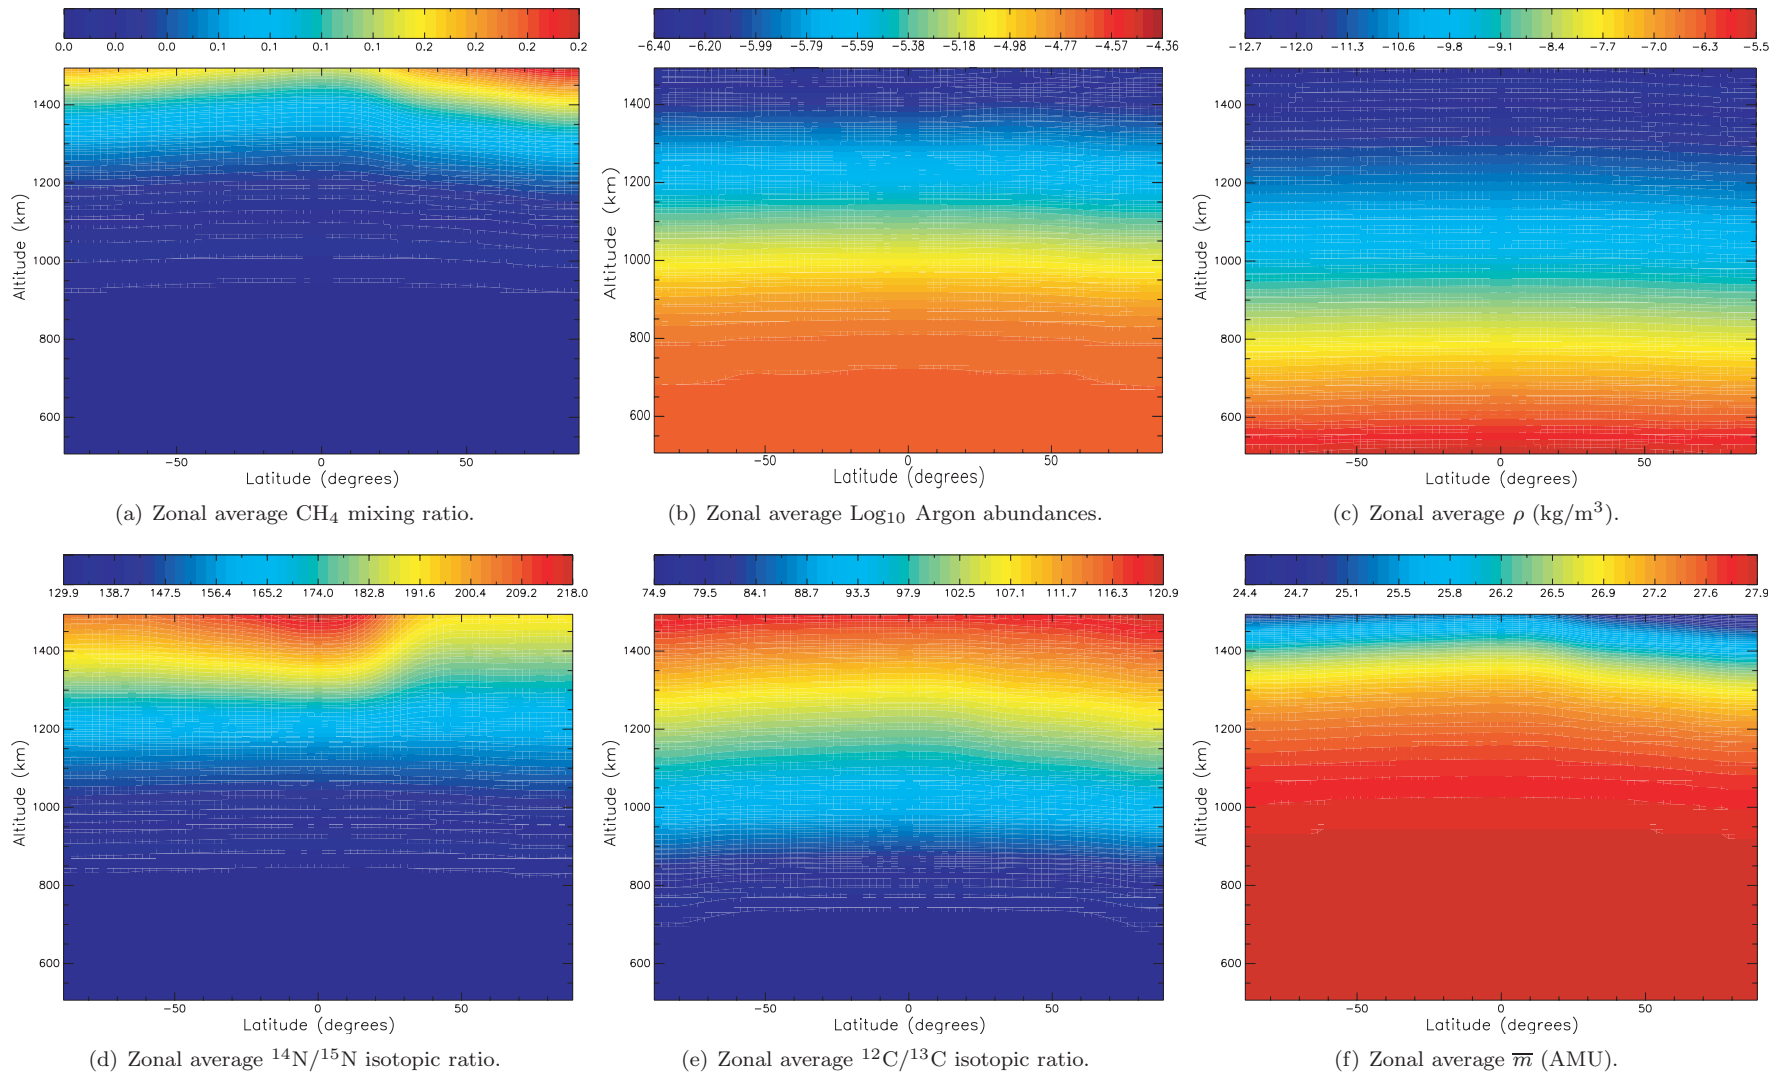 0.0 0.0 0.0 0.1 0.1 0.1 0.1 0.2 0.2 0.2 0.2
1400
1200
1000
800
600
Altitude (km)
−50 0 50
Latitude (degrees)
(a) Zonal average CH4 mixing ratio.
−6.40 −6.20 −5.99 −5.79 −5.59 −5.38 −5.18 −4.98 −4.77 −4.57 −4.36
1400
1200
1000
800
600
Altitude (km)
−50 0 50
Latitude (degrees)
(b) Zonal average Log10 Argon abundances.
−12.7 −12.0 −11.3 −10.6 −9.8 −9.1 −8.4 −7.7 −7.0 −6.3 −5.5
1400
1200
1000
800
600
Altitude (km)
−50 0 50
Latitude (degrees)
(c) Zonal average ρ (kg/m³).
129.9 138.7 147.5 156.4 165.2 174.0 182.8 191.6 200.4 209.2 218.0
1400
1200
1000
800
600
Altitude (km)
−50 0 50
Latitude (degrees)
(d) Zonal average ¹⁴N/¹⁵N isotopic ratio.
74.9 79.5 84.1 88.7 93.3 97.9 102.5 107.1 111.7 116.3 120.9
1400
1200
1000
800
600
Altitude (km)
−50 0 50
Latitude (degrees)
(e) Zonal average ¹²C/¹³C isotopic ratio.
24.4 24.7 25.1 25.5 25.8 26.2 26.5 26.9 27.2 27.6 27.9
1400
1200
1000
800
600
Altitude (km)
−50 0 50
Latitude (degrees)
(f) Zonal average m̅ (AMU).